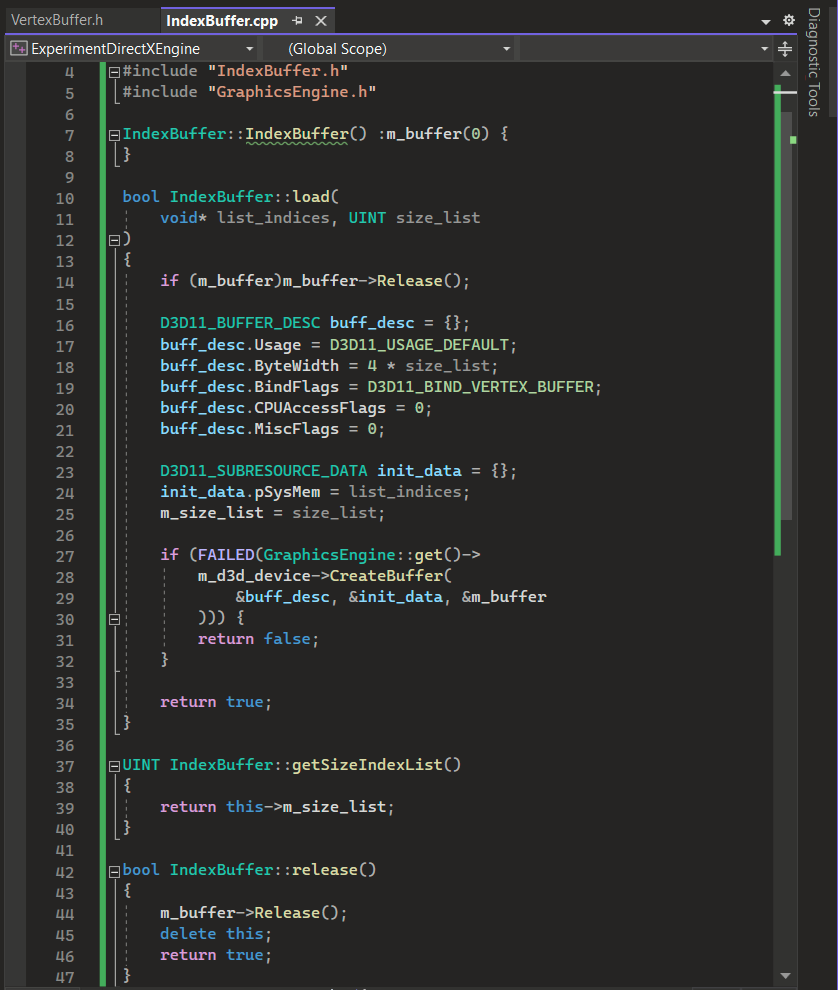 VertexBuffer.h IndexBuffer.cpp
ExperimentDirectXEngine (Global Scope)
Diagnostic Tools
4 #include "IndexBuffer.h"
5 #include "GraphicsEngine.h"
6
7 IndexBuffer::IndexBuffer() :m_buffer(0) {
8 }
9
10 bool IndexBuffer::load(
11     void* list_indices, UINT size_list
12 )
13 {
14     if (m_buffer)m_buffer->Release();
15
16     D3D11_BUFFER_DESC buff_desc = {};
17     buff_desc.Usage = D3D11_USAGE_DEFAULT;
18     buff_desc.ByteWidth = 4 * size_list;
19     buff_desc.BindFlags = D3D11_BIND_VERTEX_BUFFER;
20     buff_desc.CPUAccessFlags = 0;
21     buff_desc.MiscFlags = 0;
22
23     D3D11_SUBRESOURCE_DATA init_data = {};
24     init_data.pSysMem = list_indices;
25     m_size_list = size_list;
26
27     if (FAILED(GraphicsEngine::get()->
28         m_d3d_device->CreateBuffer(
29             &buff_desc, &init_data, &m_buffer
30         ))) {
31         return false;
32     }
33
34     return true;
35 }
36
37 UINT IndexBuffer::getSizeIndexList()
38 {
39     return this->m_size_list;
40 }
41
42 bool IndexBuffer::release()
43 {
44     m_buffer->Release();
45     delete this;
46     return true;
47 }